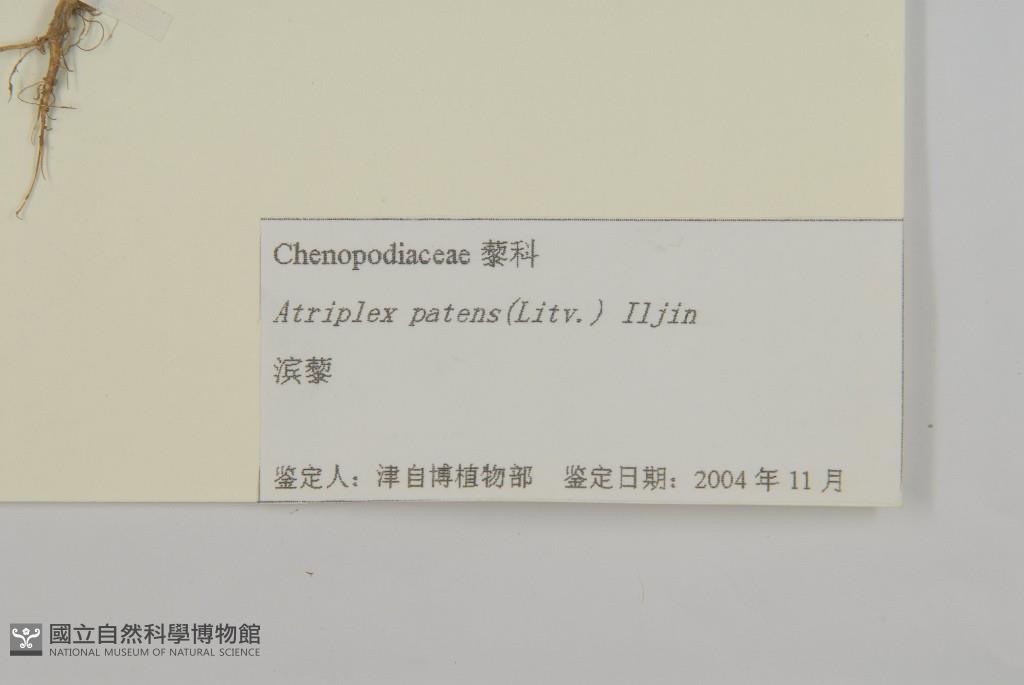 Chenopodiaceae 藜科
Atriplex patens(Litv.) Iljin
滨藜
鉴定人：津自博植物部 鉴定日期：2004 年 11 月
國立自然科學博物館
NATIONAL MUSEUM OF NATURAL SCIENCE